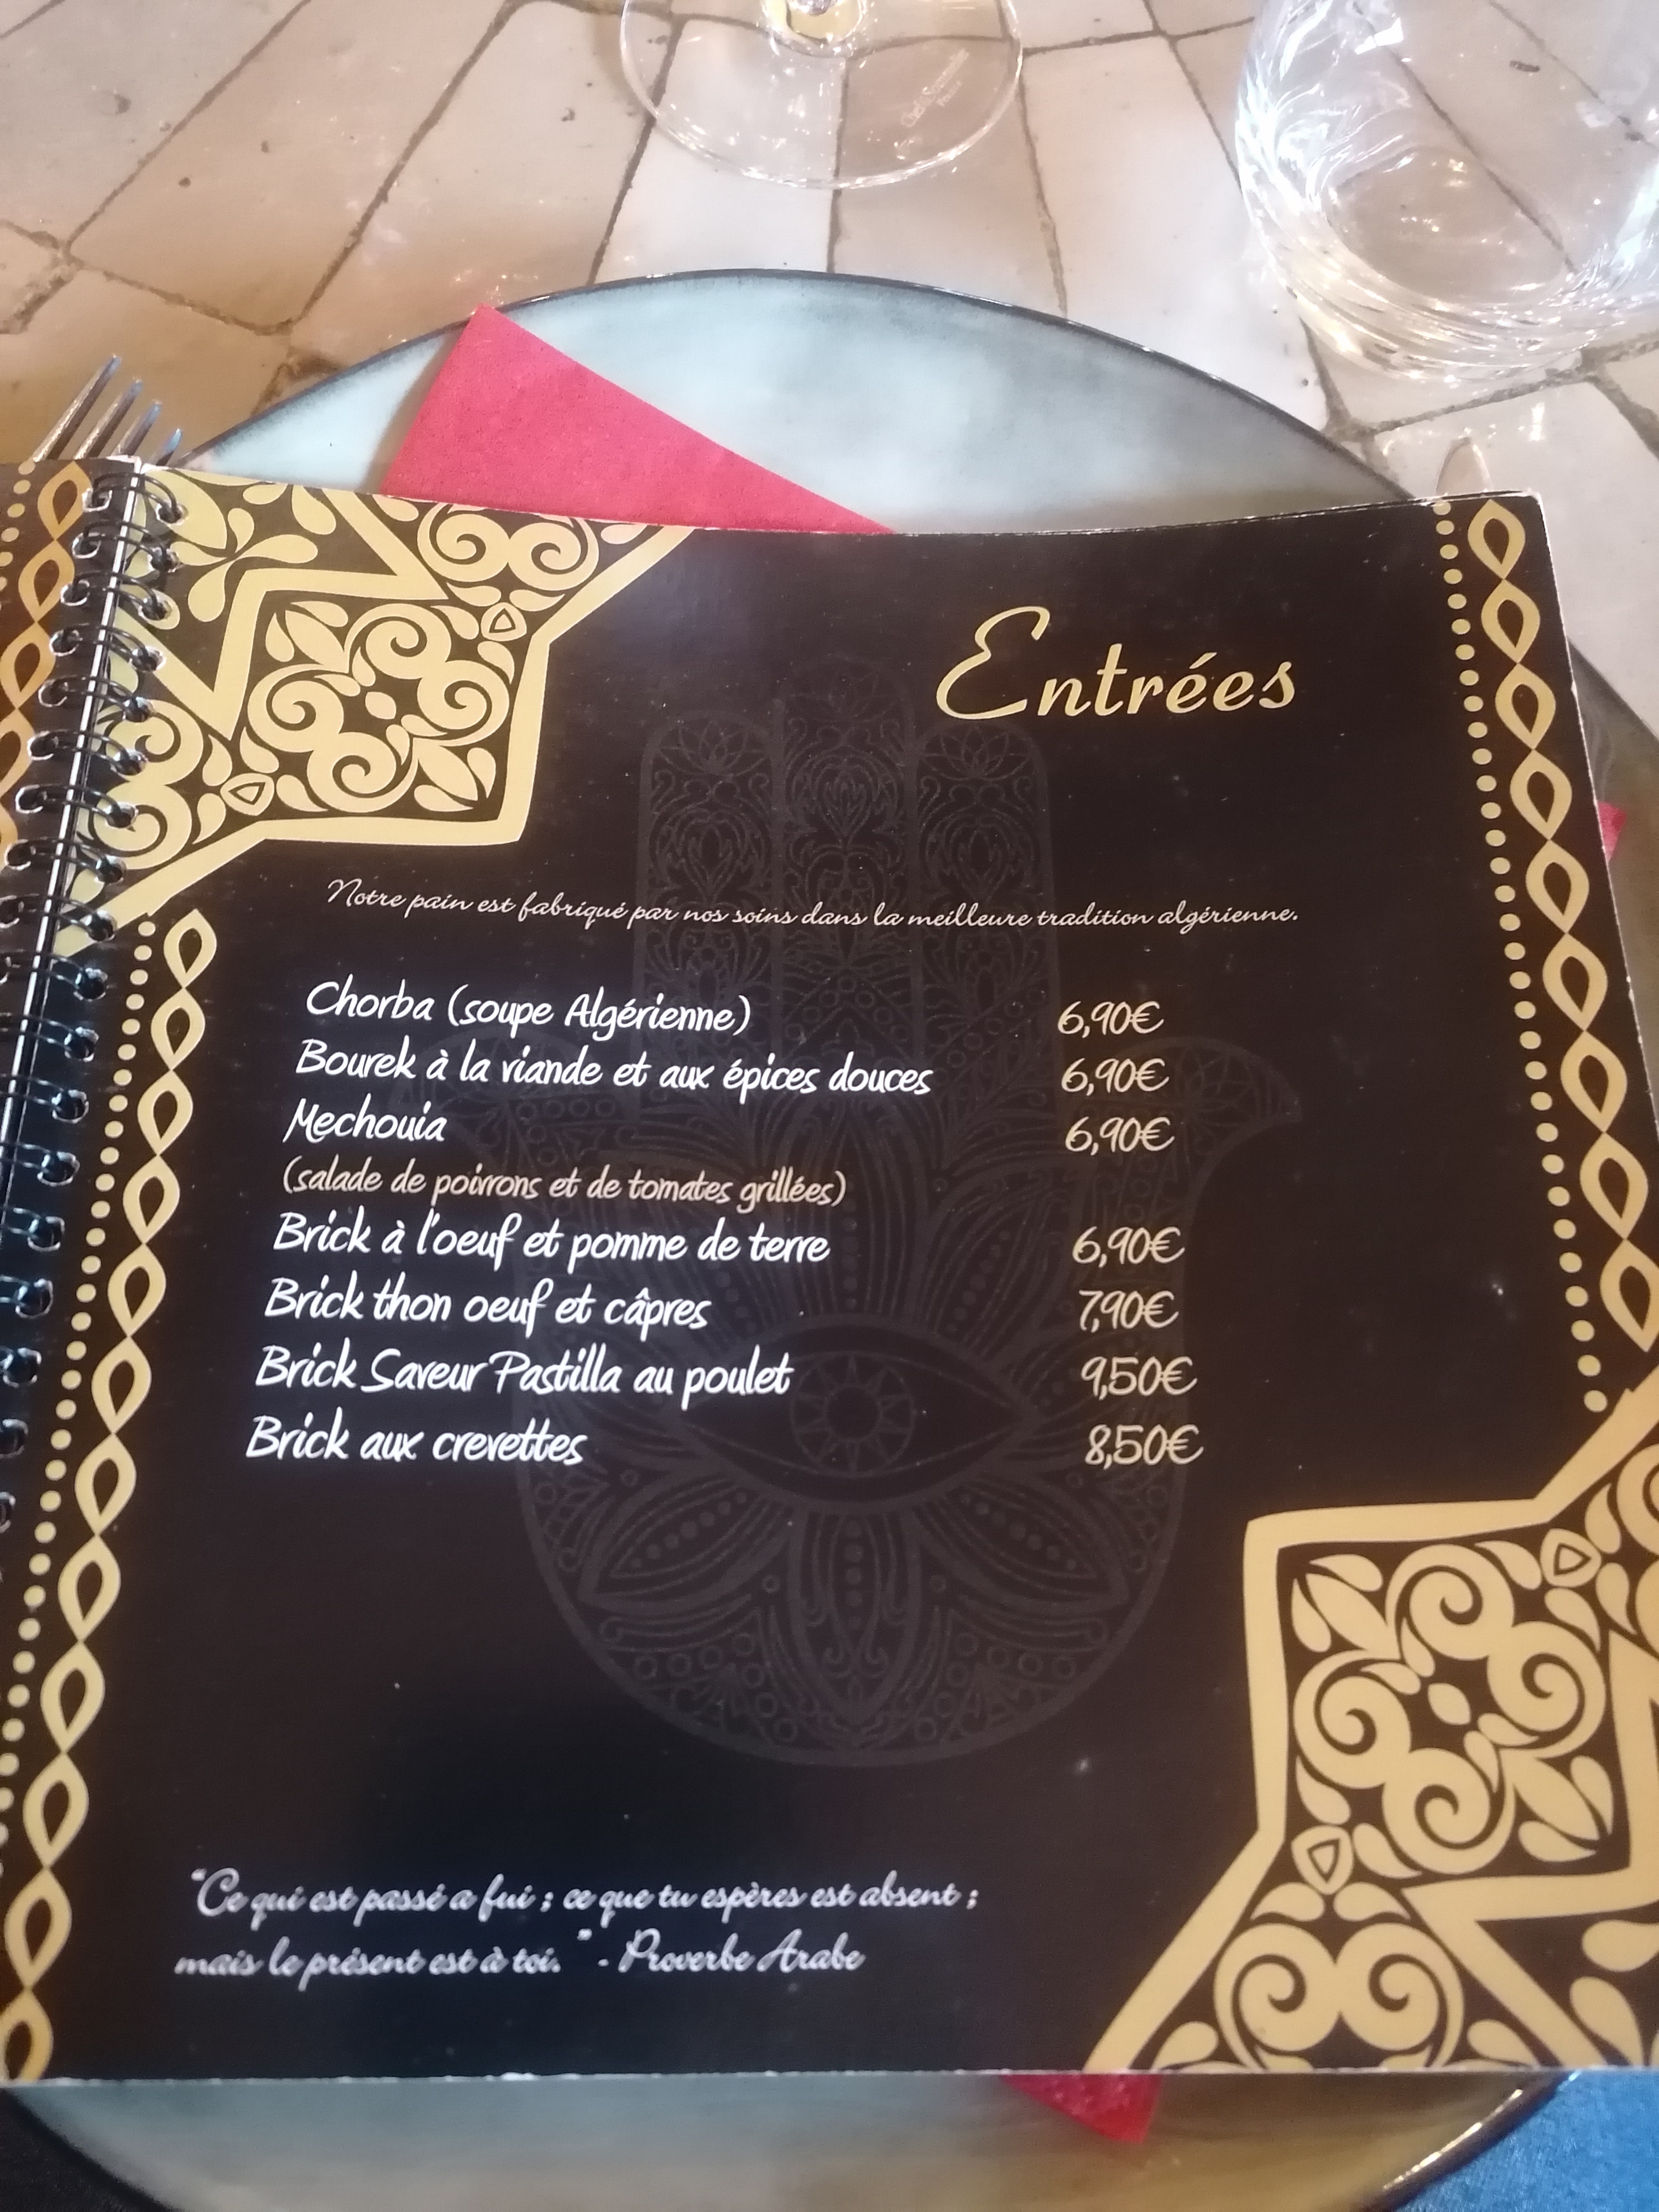 Chef&Sommelier
Entrées
Notre pain est fabriqué par nos soins dans la meilleure tradition algérienne.
Chorba (soupe Algérienne) 6,90€
Bourek à la viande et aux épices douces 6,90€
Mechouia 6,90€
(salade de poivrons et de tomates grillées)
Brick à l'oeuf et pomme de terre 6,90€
Brick thon oeuf et câpres 7,90€
Brick Saveur Pastilla au poulet 9,50€
Brick aux crevettes 8,50€
"Ce qui est passé a fui ; ce que tu espères est absent ;
mais le présent est à toi. " - Proverbe Arabe